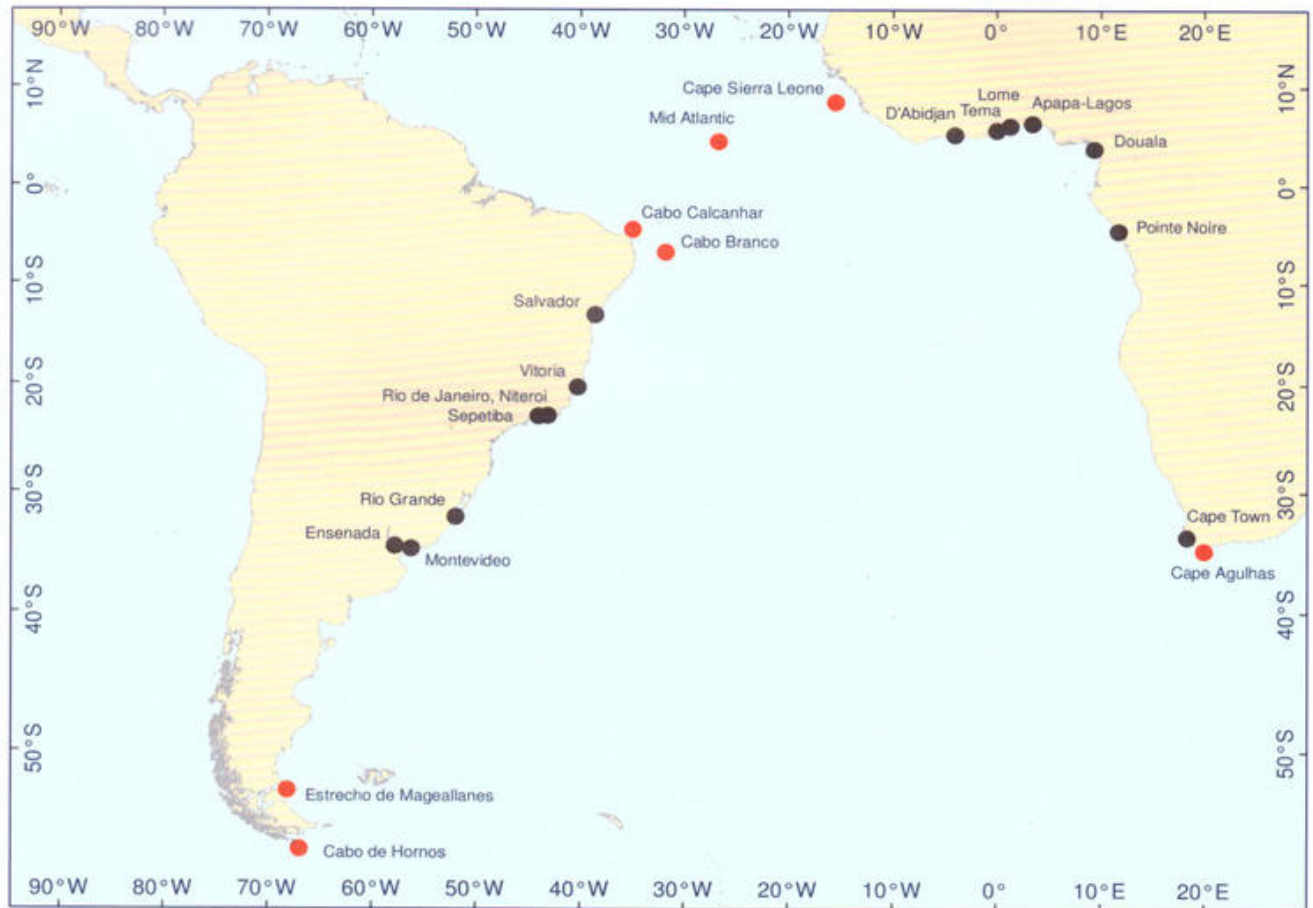 90°W 80°W 70°W 60°W 50°W 40°W 30°W 20°W 10°W 0° 10°E 20°E
10°N
10°N
Cape Sierra Leone
Lome
D'Abidjan Tema Apapa-Lagos
Mid Atlantic
Douala
0°
0°
Cabo Calcanhar
Pointe Noire
Cabo Branco
10°S
10°S
Salvador
20°S
20°S
Vitoria
Rio de Janeiro, Niteroi
Sepetiba
30°S
30°S
Rio Grande
Cape Town
Ensenada
Montevideo
Cape Agulhas
40°S
40°S
50°S
50°S
Estrecho de Mageallanes
Cabo de Hornos
90°W 80°W 70°W 60°W 50°W 40°W 30°W 20°W 10°W 0° 10°E 20°E